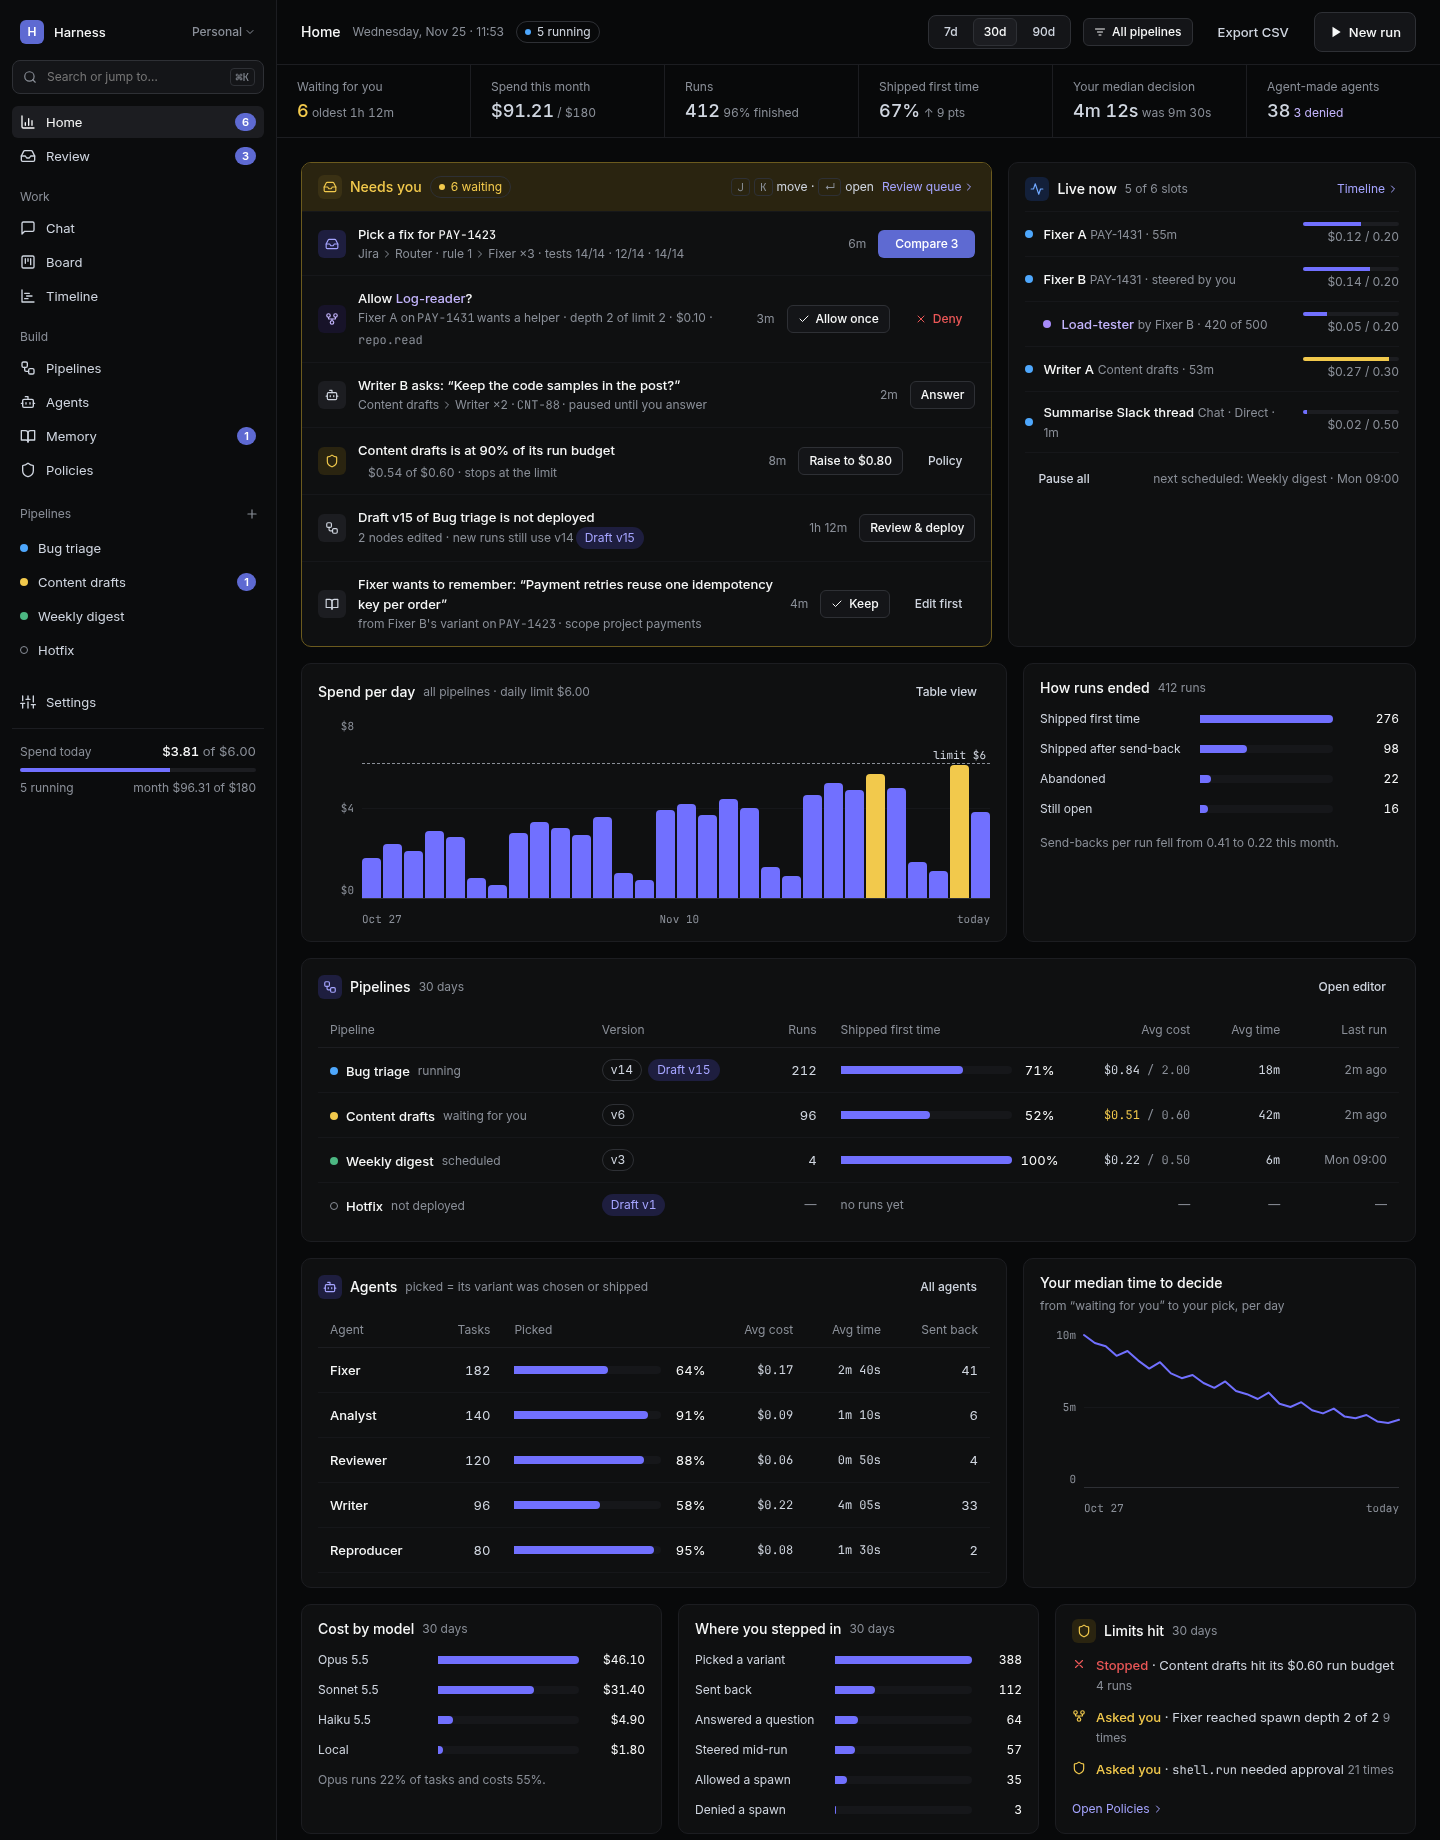 H Harness Personal
Search or jump to... ⌘K
Home 6
Review 3
Work
Chat
Board
Timeline
Build
Pipelines
Agents
Memory 1
Policies
Pipelines +
Bug triage
Content drafts 1
Weekly digest
Hotfix
Settings
Spend today $3.81 of $6.00
5 running month $96.31 of $180
Home Wednesday, Nov 25 · 11:53 5 running
7d 30d 90d All pipelines Export CSV New run
Waiting for you
6 oldest 1h 12m
Spend this month
$91.21 / $180
Runs
412 96% finished
Shipped first time
67% ↑ 9 pts
Your median decision
4m 12s was 9m 30s
Agent-made agents
38 3 denied
Needs you 6 waiting J K move · ↵ open Review queue
Pick a fix for PAY-1423
Jira > Router · rule 1 > Fixer ×3 · tests 14/14 · 12/14 · 14/14
6m Compare 3
Allow Log-reader?
Fixer A on PAY-1431 wants a helper · depth 2 of limit 2 · $0.10 ·
repo.read
3m Allow once Deny
Writer B asks: “Keep the code samples in the post?”
Content drafts > Writer ×2 · CNT-88 · paused until you answer
2m Answer
Content drafts is at 90% of its run budget
$0.54 of $0.60 · stops at the limit
8m Raise to $0.80 Policy
Draft v15 of Bug triage is not deployed
2 nodes edited · new runs still use v14 Draft v15
1h 12m Review & deploy
Fixer wants to remember: “Payment retries reuse one idempotency
key per order”
from Fixer B's variant on PAY-1423 · scope project payments
4m Keep Edit first
Live now 5 of 6 slots Timeline
Fixer A PAY-1431 · 55m $0.12 / 0.20
Fixer B PAY-1431 · steered by you $0.14 / 0.20
Load-tester by Fixer B · 420 of 500 $0.05 / 0.20
Writer A Content drafts · 53m $0.27 / 0.30
Summarise Slack thread Chat · Direct ·
1m $0.02 / 0.50
Pause all next scheduled: Weekly digest · Mon 09:00
Spend per day all pipelines · daily limit $6.00 Table view
$8
limit $6
$4
$0
Oct 27 Nov 10 today
How runs ended 412 runs
Shipped first time 276
Shipped after send-back 98
Abandoned 22
Still open 16
Send-backs per run fell from 0.41 to 0.22 this month.
Pipelines 30 days Open editor
Pipeline Version Runs Shipped first time Avg cost Avg time Last run
Bug triage running v14 Draft v15 212 71% $0.84 / 2.00 18m 2m ago
Content drafts waiting for you v6 96 52% $0.51 / 0.60 42m 2m ago
Weekly digest scheduled v3 4 100% $0.22 / 0.50 6m Mon 09:00
Hotfix not deployed Draft v1 — no runs yet — — —
Agents picked = its variant was chosen or shipped All agents
Agent Tasks Picked Avg cost Avg time Sent back
Fixer 182 64% $0.17 2m 40s 41
Analyst 140 91% $0.09 1m 10s 6
Reviewer 120 88% $0.06 0m 50s 4
Writer 96 58% $0.22 4m 05s 33
Reproducer 80 95% $0.08 1m 30s 2
Your median time to decide
from “waiting for you” to your pick, per day
10m
5m
0
Oct 27 today
Cost by model 30 days
Opus 5.5 $46.10
Sonnet 5.5 $31.40
Haiku 5.5 $4.90
Local $1.80
Opus runs 22% of tasks and costs 55%.
Where you stepped in 30 days
Picked a variant 388
Sent back 112
Answered a question 64
Steered mid-run 57
Allowed a spawn 35
Denied a spawn 3
Limits hit 30 days
Stopped · Content drafts hit its $0.60 run budget
4 runs
Asked you · Fixer reached spawn depth 2 of 2 9
times
Asked you · shell.run needed approval 21 times
Open Policies